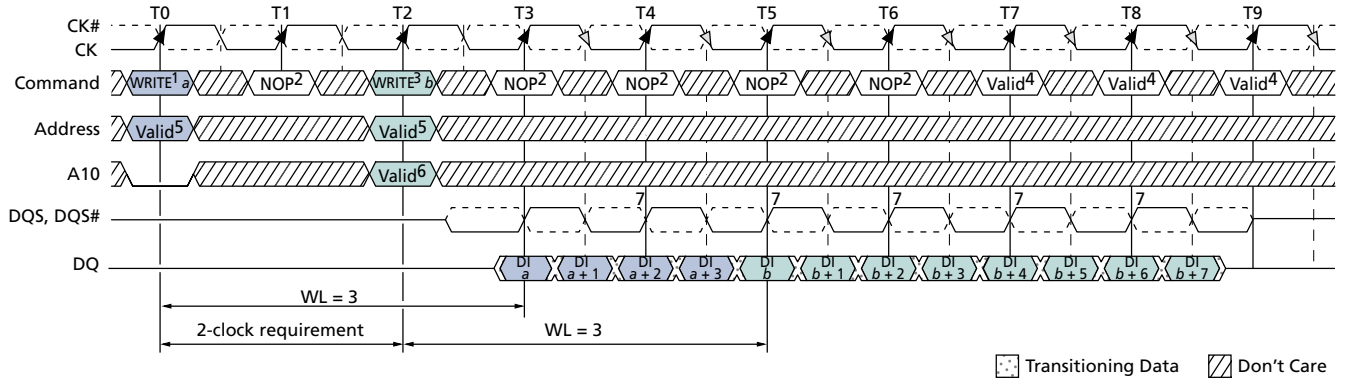 T0 T1 T2 T3 T4 T5 T6 T7 T8 T9
CK#
CK
Command WRITE1 a NOP2 WRITE3 b NOP2 NOP2 NOP2 NOP2 Valid4 Valid4 Valid4
Address Valid5 Valid5
A10 Valid6
7 7 7 7 7
DQS, DQS#
DQ DI a DI a + 1 DI a + 2 DI a + 3 DI b DI b + 1 DI b + 2 DI b + 3 DI b + 4 DI b + 5 DI b + 6 DI b + 7
WL = 3
2-clock requirement WL = 3
Transitioning Data Don't Care